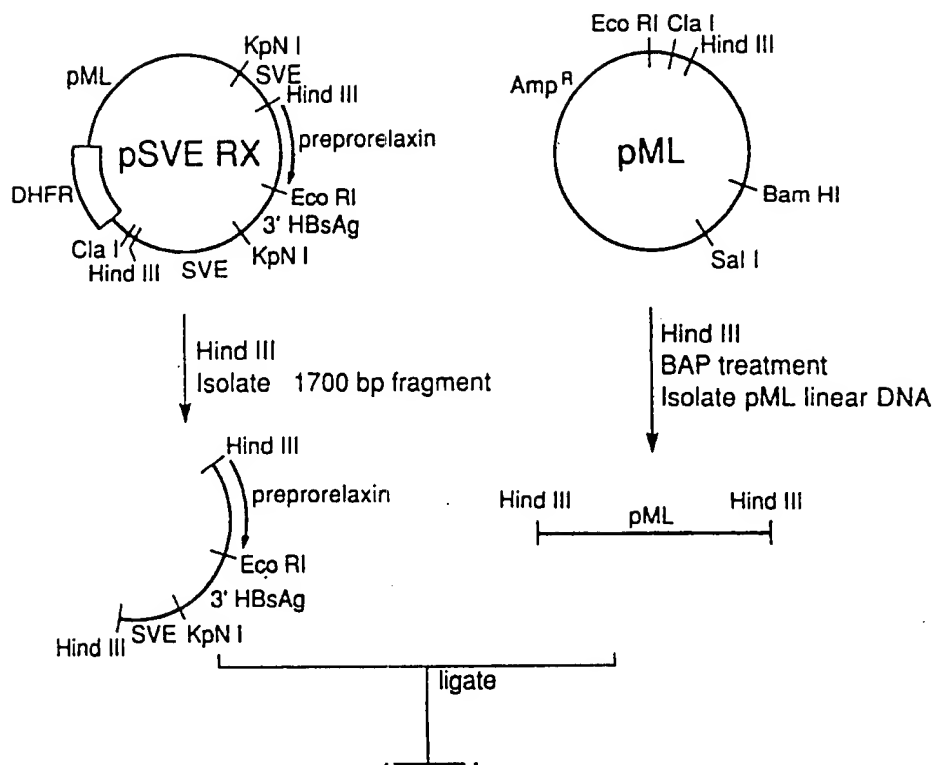 KpN I
SVE
Hind III
preprorelaxin
Eco RI
3' HBsAg
KpN I
SVE
Hind III
Cla I
DHFR
pML
pSVE RX
Eco RI
Cla I
Hind III
Amp R
pML
Bam HI
Sal I
Hind III
Isolate 1700 bp fragment
Hind III
BAP treatment
Isolate pML linear DNA
Hind III
preprorelaxin
Eco RI
3' HBsAg
KpN I
SVE
Hind III
Hind III
pML
Hind III
ligate